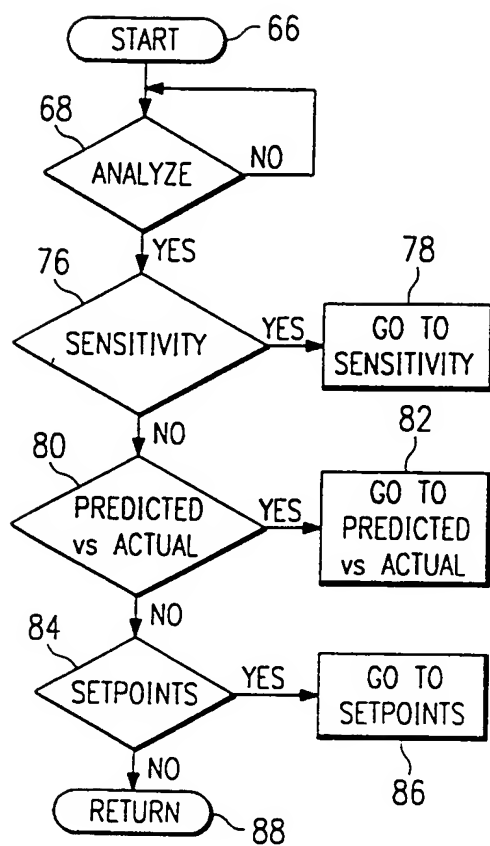 START
66
68
ANALYZE
NO
YES
76
SENSITIVITY
YES
78
GO TO
SENSITIVITY
NO
80
PREDICTED
vs ACTUAL
YES
82
GO TO
PREDICTED
vs ACTUAL
NO
84
SETPOINTS
YES
GO TO
SETPOINTS
86
NO
RETURN
88